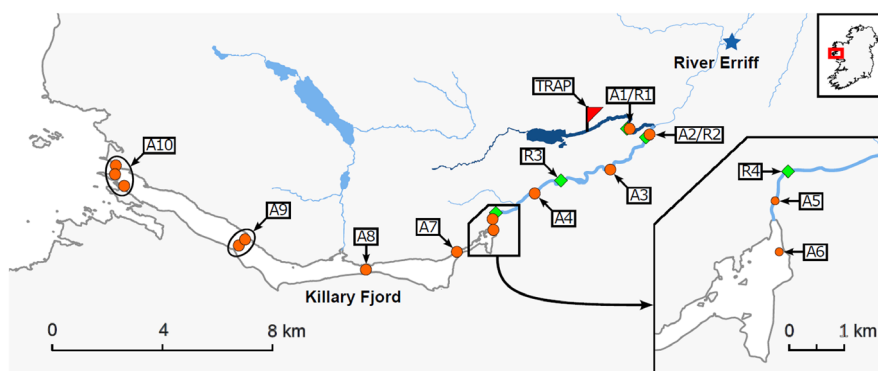 River Erriff
TRAP
A1/R1
A2/R2
R3
A3
A4
A10
A9
A8
A7
R4
A5
A6
Killary Fjord
0 4 8 km
0 1 km